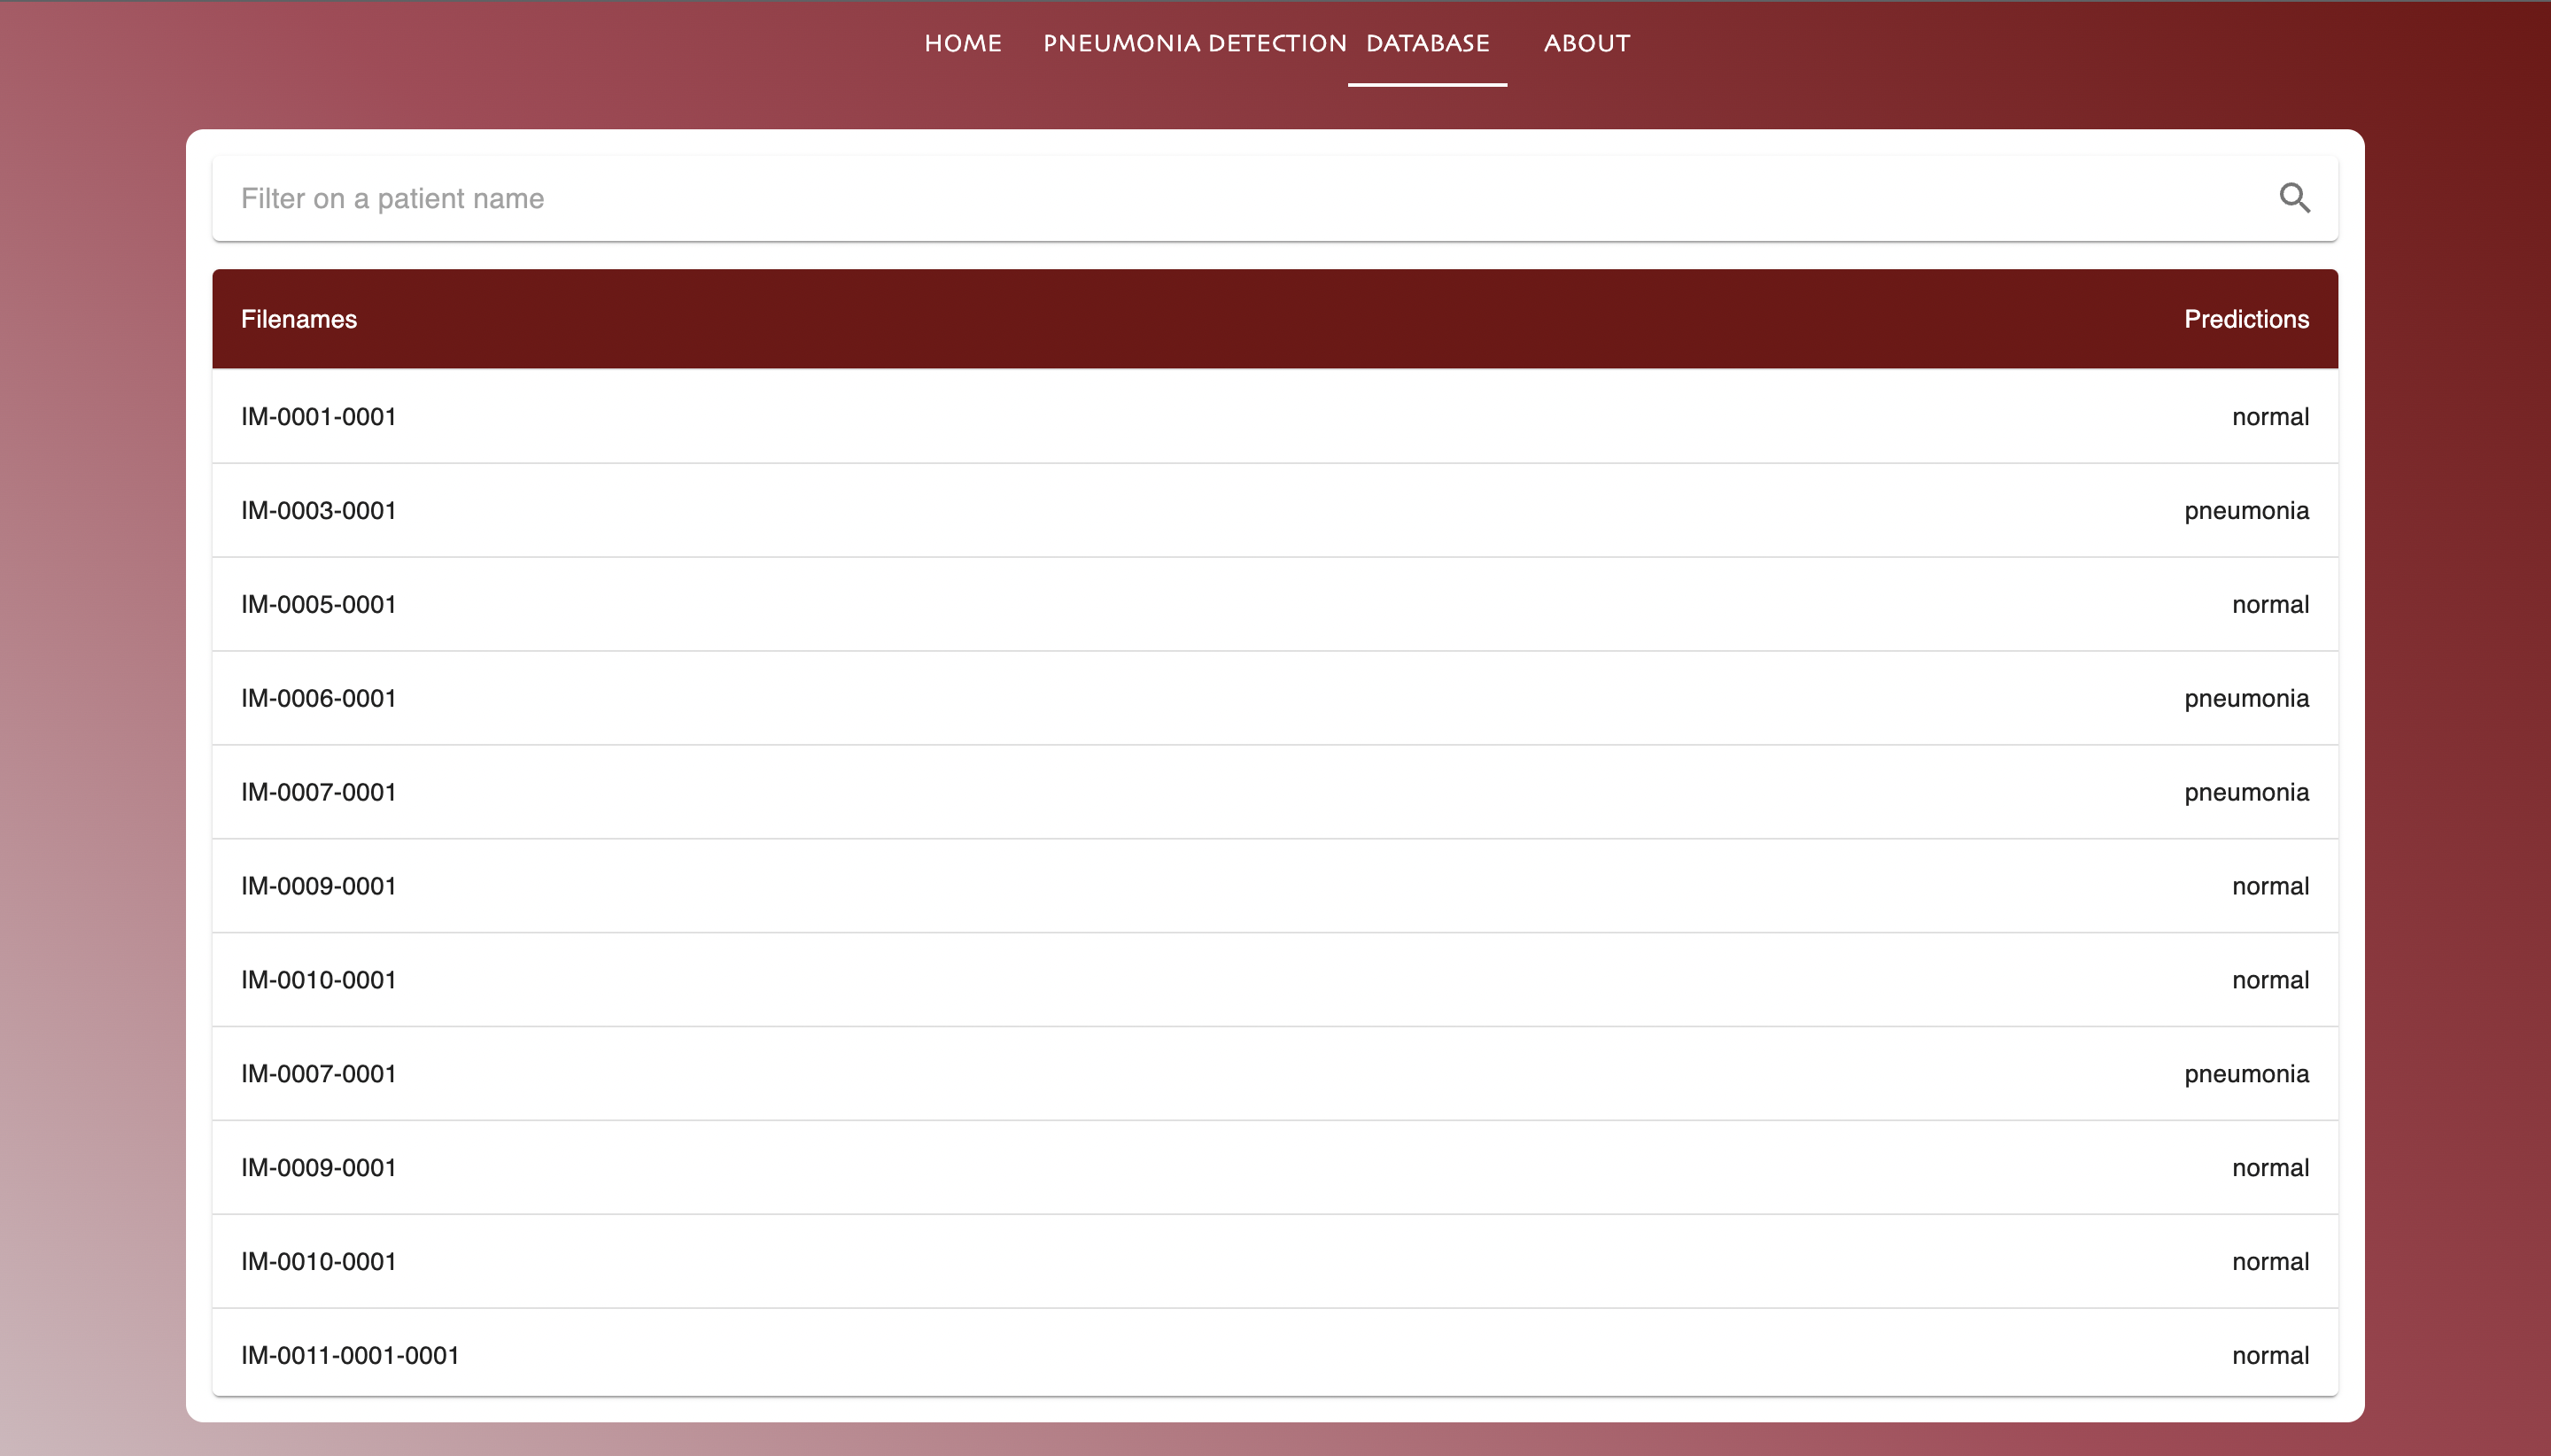 HOME PNEUMONIA DETECTION DATABASE ABOUT
Filter on a patient name
Filenames Predictions
IM-0001-0001 normal
IM-0003-0001 pneumonia
IM-0005-0001 normal
IM-0006-0001 pneumonia
IM-0007-0001 pneumonia
IM-0009-0001 normal
IM-0010-0001 normal
IM-0007-0001 pneumonia
IM-0009-0001 normal
IM-0010-0001 normal
IM-0011-0001-0001 normal